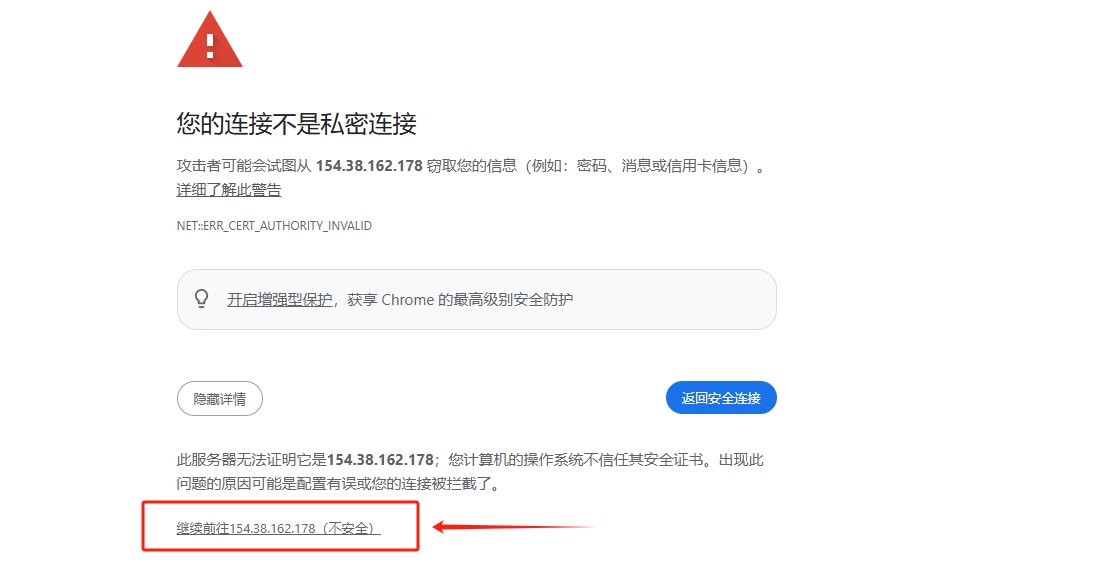 您的连接不是私密连接
攻击者可能会试图从 154.38.162.178 窃取您的信息（例如：密码、消息或信用卡信息）。
详细了解此警告
NET::ERR_CERT_AUTHORITY_INVALID
开启增强型保护，获享 Chrome 的最高级别安全防护
隐藏详情
返回安全连接
此服务器无法证明它是154.38.162.178；您计算机的操作系统不信任其安全证书。出现此
问题的原因可能是配置有误或您的连接被拦截了。
继续前往154.38.162.178（不安全）